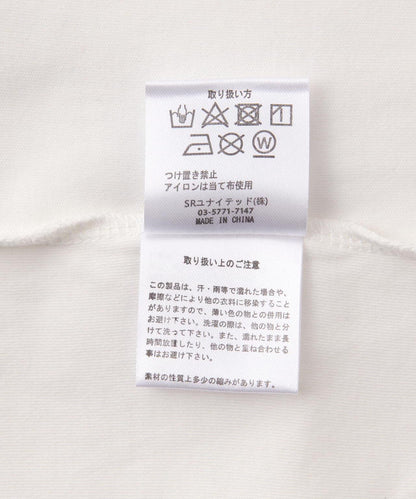 取り扱い方
W
つけ置き禁止
アイロンは当て布使用
SRユナイテッド(株)
03-5771-7147
MADE IN CHINA
取り扱い上のご注意
この製品は、汗・雨等で濡れた場合や、
摩擦などにより他の衣料に移染すること
がありますので、薄い色の物との併用は
お避け下さい。洗濯の際は、他の物と分
けて洗って下さい。また、濡れたまま長
時間放置したり、他の物と重ね合わせる
事はお避け下さい。
素材の性質上多少の縮みがあります。